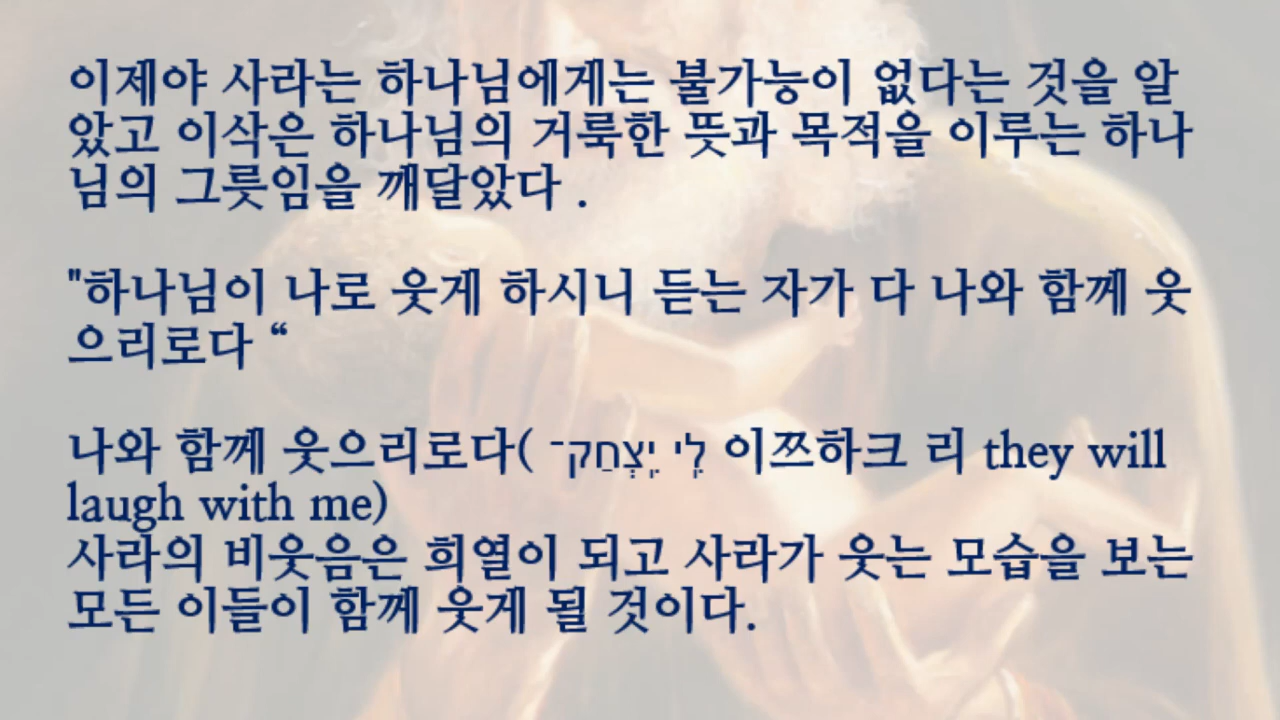 이제야 사라는 하나님에게는 불가능이 없다는 것을 알
았고 이삭은 하나님의 거룩한 뜻과 목적을 이루는 하나
님의 그릇임을 깨달았다 .
"하나님이 나로 웃게 하시니 듣는 자가 다 나와 함께 웃
으리로다 “
나와 함께 웃으리로다( לִֽי יִֽצְחַק־ 이쯔하크 리 they will
laugh with me)
사라의 비웃음은 희열이 되고 사라가 웃는 모습을 보는
모든 이들이 함께 웃게 될 것이다.